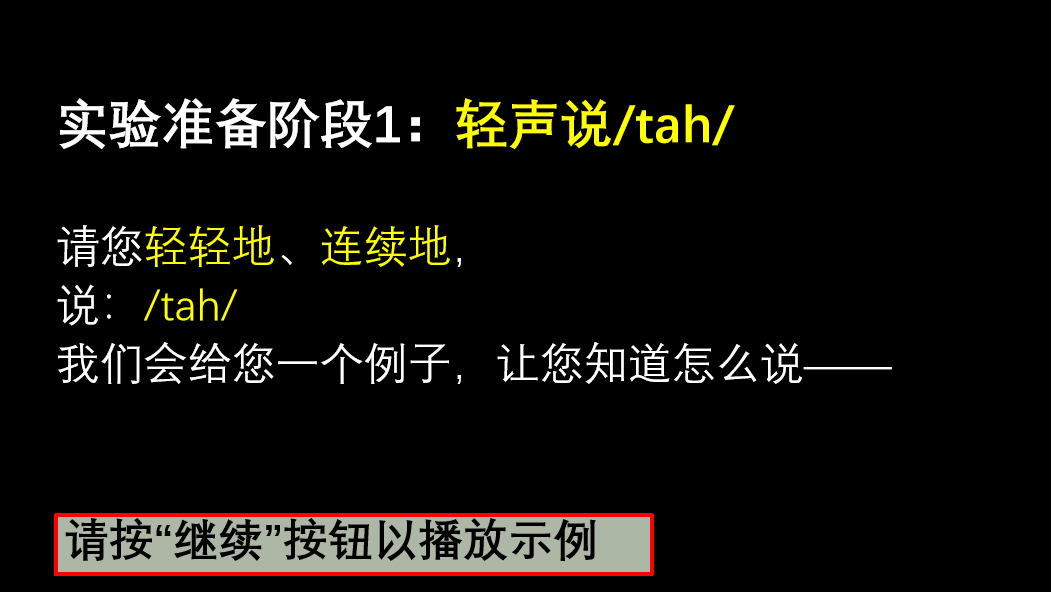 实验准备阶段1：轻声说/tah/
请您轻轻地、连续地，
说：/tah/
我们会给您一个例子，让您知道怎么说——
请按“继续”按钮以播放示例